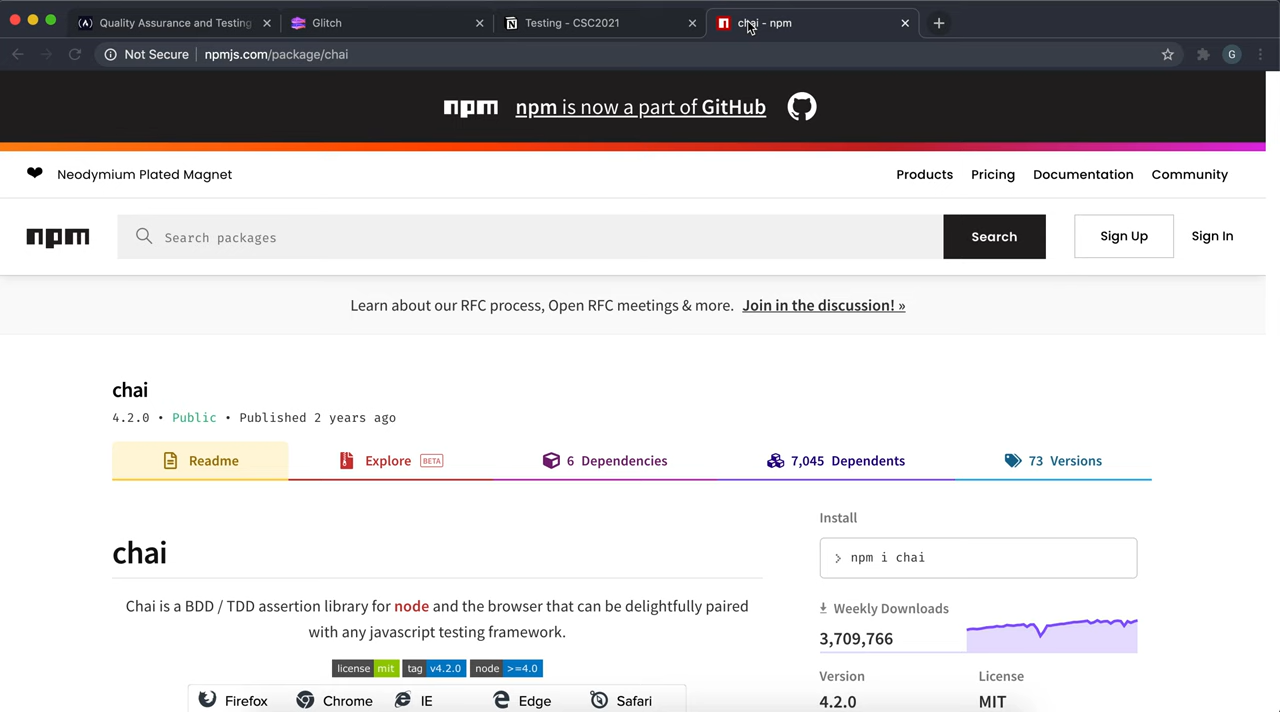 Quality Assurance and Testing
Glitch
Testing - CSC2021
chai - npm
Not Secure
npmjs.com/package/chai
G
npm
npm is now a part of GitHub
Neodymium Plated Magnet
Products
Pricing
Documentation
Community
npm
Search packages
Search
Sign Up
Sign In
Learn about our RFC process, Open RFC meetings & more. Join in the discussion! »
chai
4.2.0 • Public • Published 2 years ago
Readme
Explore BETA
6 Dependencies
7,045 Dependents
73 Versions
chai
Chai is a BDD / TDD assertion library for node and the browser that can be delightfully paired
with any javascript testing framework.
license mit
tag v4.2.0
node >=4.0
Firefox
Chrome
IE
Edge
Safari
Install
> npm i chai
Weekly Downloads
3,709,766
Version
License
4.2.0
MIT